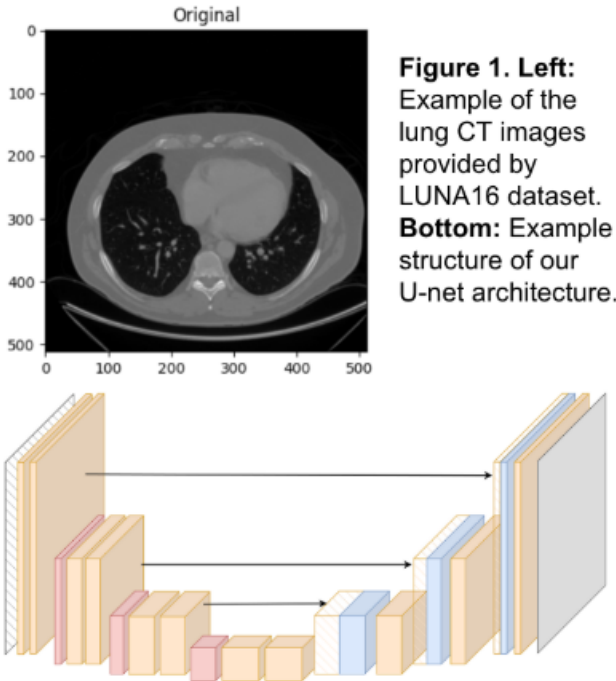 Original
0
100
200
300
400
500
0 100 200 300 400 500
Figure 1. Left:
Example of the
lung CT images
provided by
LUNA16 dataset.
Bottom: Example
structure of our
U-net architecture.